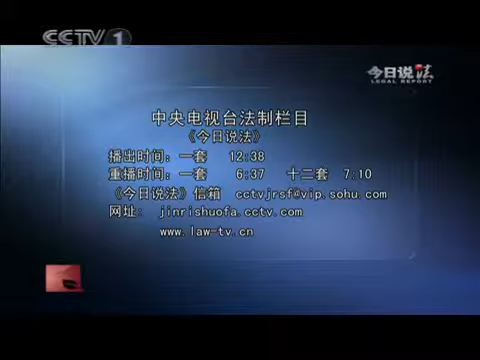 CCTV 1
今日说法
LEGAL REPORT
中央电视台法制栏目
《今日说法》
播出时间：一套 12:38
重播时间：一套 6:37 十二套 7:10
《今日说法》信箱 cctvjrsf@vip.sohu.com
网址： jinrishuofa.cctv.com
www.law-tv.cn